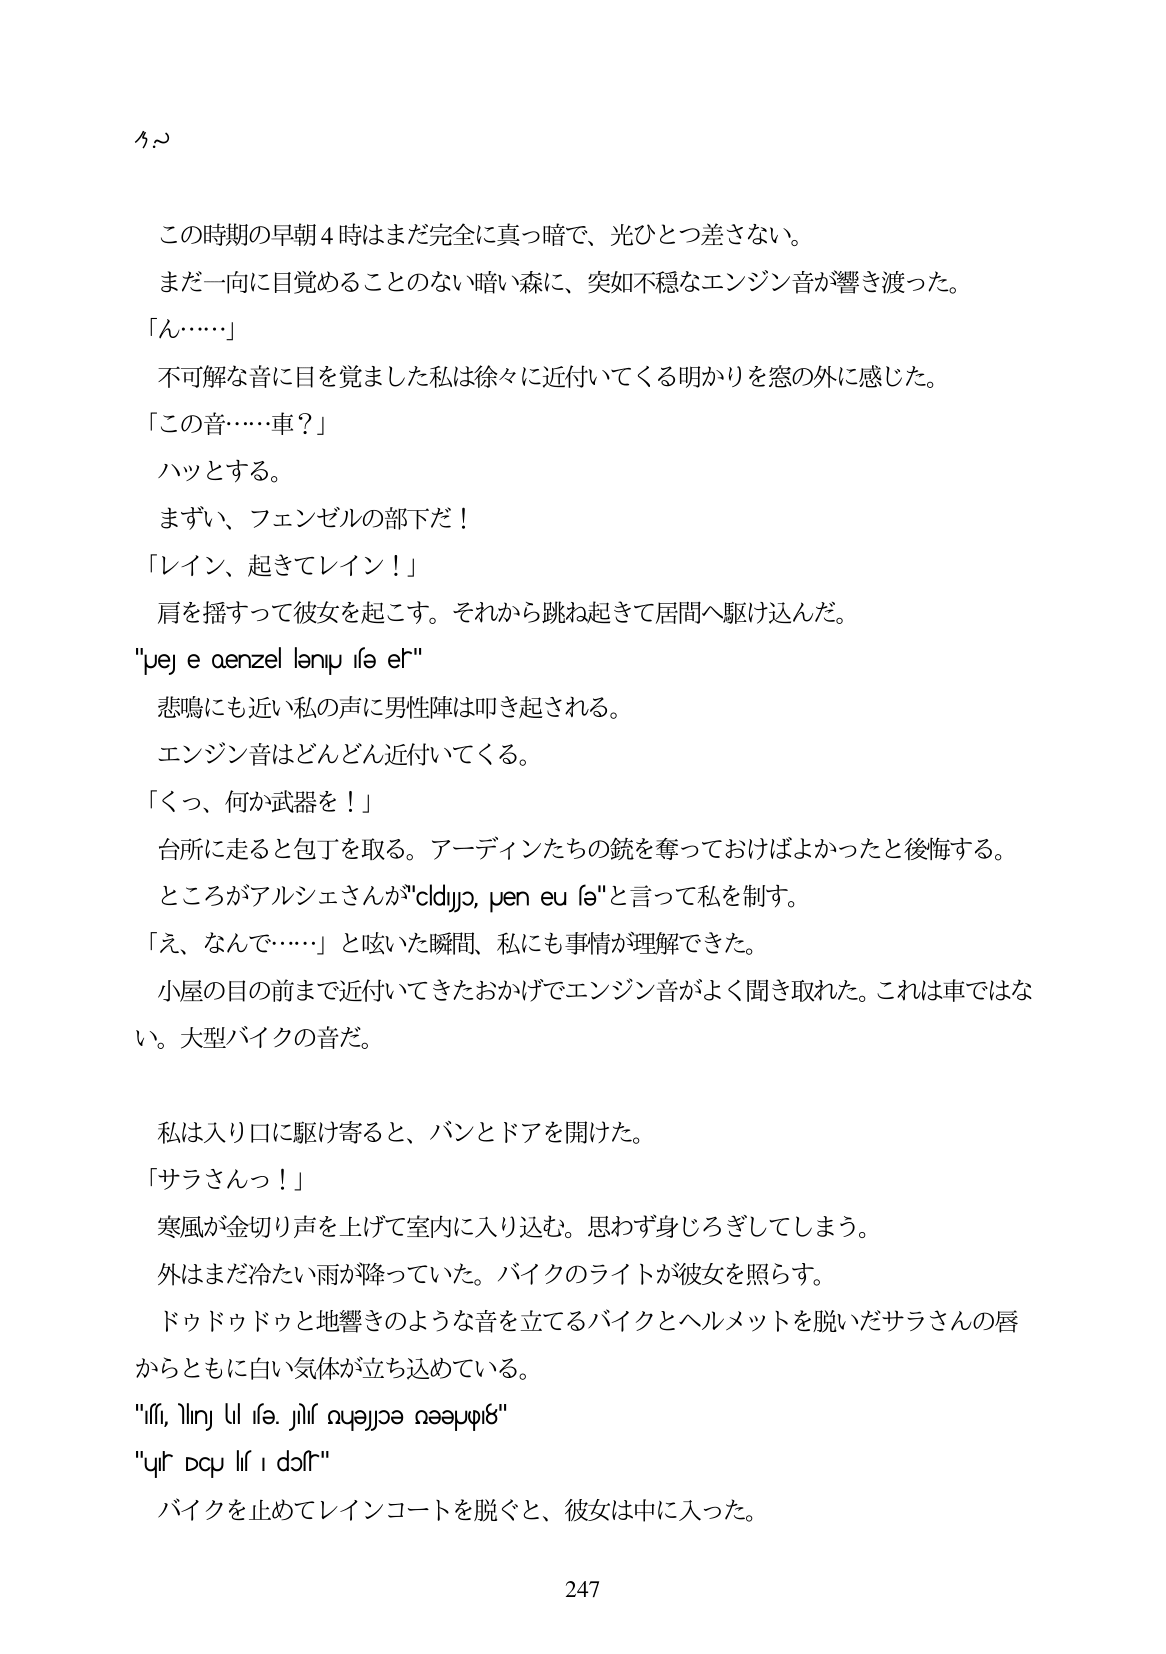 この時期の早朝4時はまだ完全に真っ暗で、光ひとつ差さない。
まだ一向に目覚めることのない暗い森に、突如不穏なエンジン音が響き渡った。
「ん……」
不可解な音に目を覚ました私は徐々に近付いてくる明かりを窓の外に感じた。
「この音……車？」
ハッとする。
まずい、フェンゼルの部下だ！
「レイン、起きてレイン！」
肩を揺すって彼女を起こす。それから跳ね起きて居間へ駆け込んだ。
悲鳴にも近い私の声に男性陣は叩き起される。
エンジン音はどんどん近付いてくる。
「くっ、何か武器を！」
台所に走ると包丁を取る。アーディンたちの銃を奪っておけばよかったと後悔する。
ところがアルシェさんが"と言って私を制す。
「え、なんで……」と呟いた瞬間、私にも事情が理解できた。
小屋の目の前まで近付いてきたおかげでエンジン音がよく聞き取れた。これは車ではな
い。大型バイクの音だ。
私は入り口に駆け寄ると、バンとドアを開けた。
「サラさんっ！」
寒風が金切り声を上げて室内に入り込む。思わず身じろぎしてしまう。
外はまだ冷たい雨が降っていた。バイクのライトが彼女を照らす。
ドゥドゥドゥと地響きのような音を立てるバイクとヘルメットを脱いだサラさんの唇
からともに白い気体が立ち込めている。
バイクを止めてレインコートを脱ぐと、彼女は中に入った。
247